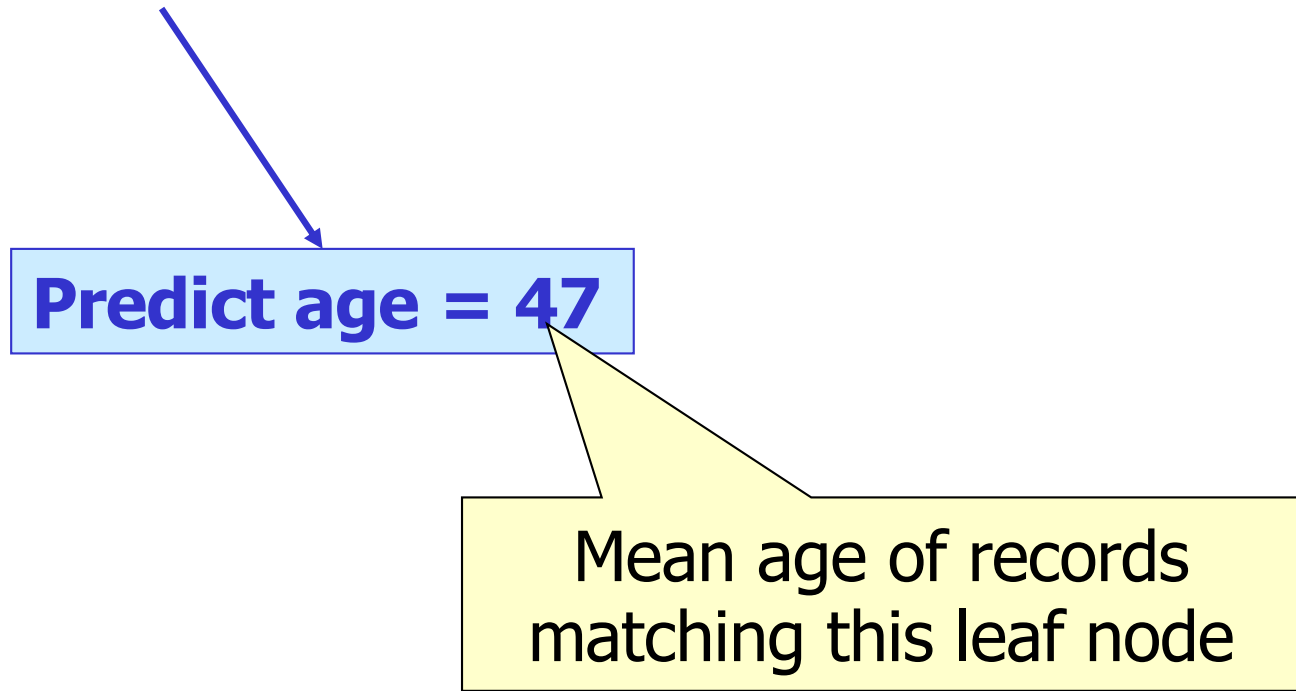 Predict age = 47
Mean age of records
matching this leaf node